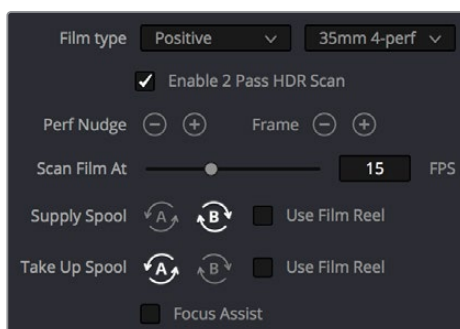 Film type Positive 35mm 4-perf
Enable 2 Pass HDR Scan
Perf Nudge Frame
Scan Film At 15 FPS
Supply Spool A B Use Film Reel
Take Up Spool A B Use Film Reel
Focus Assist